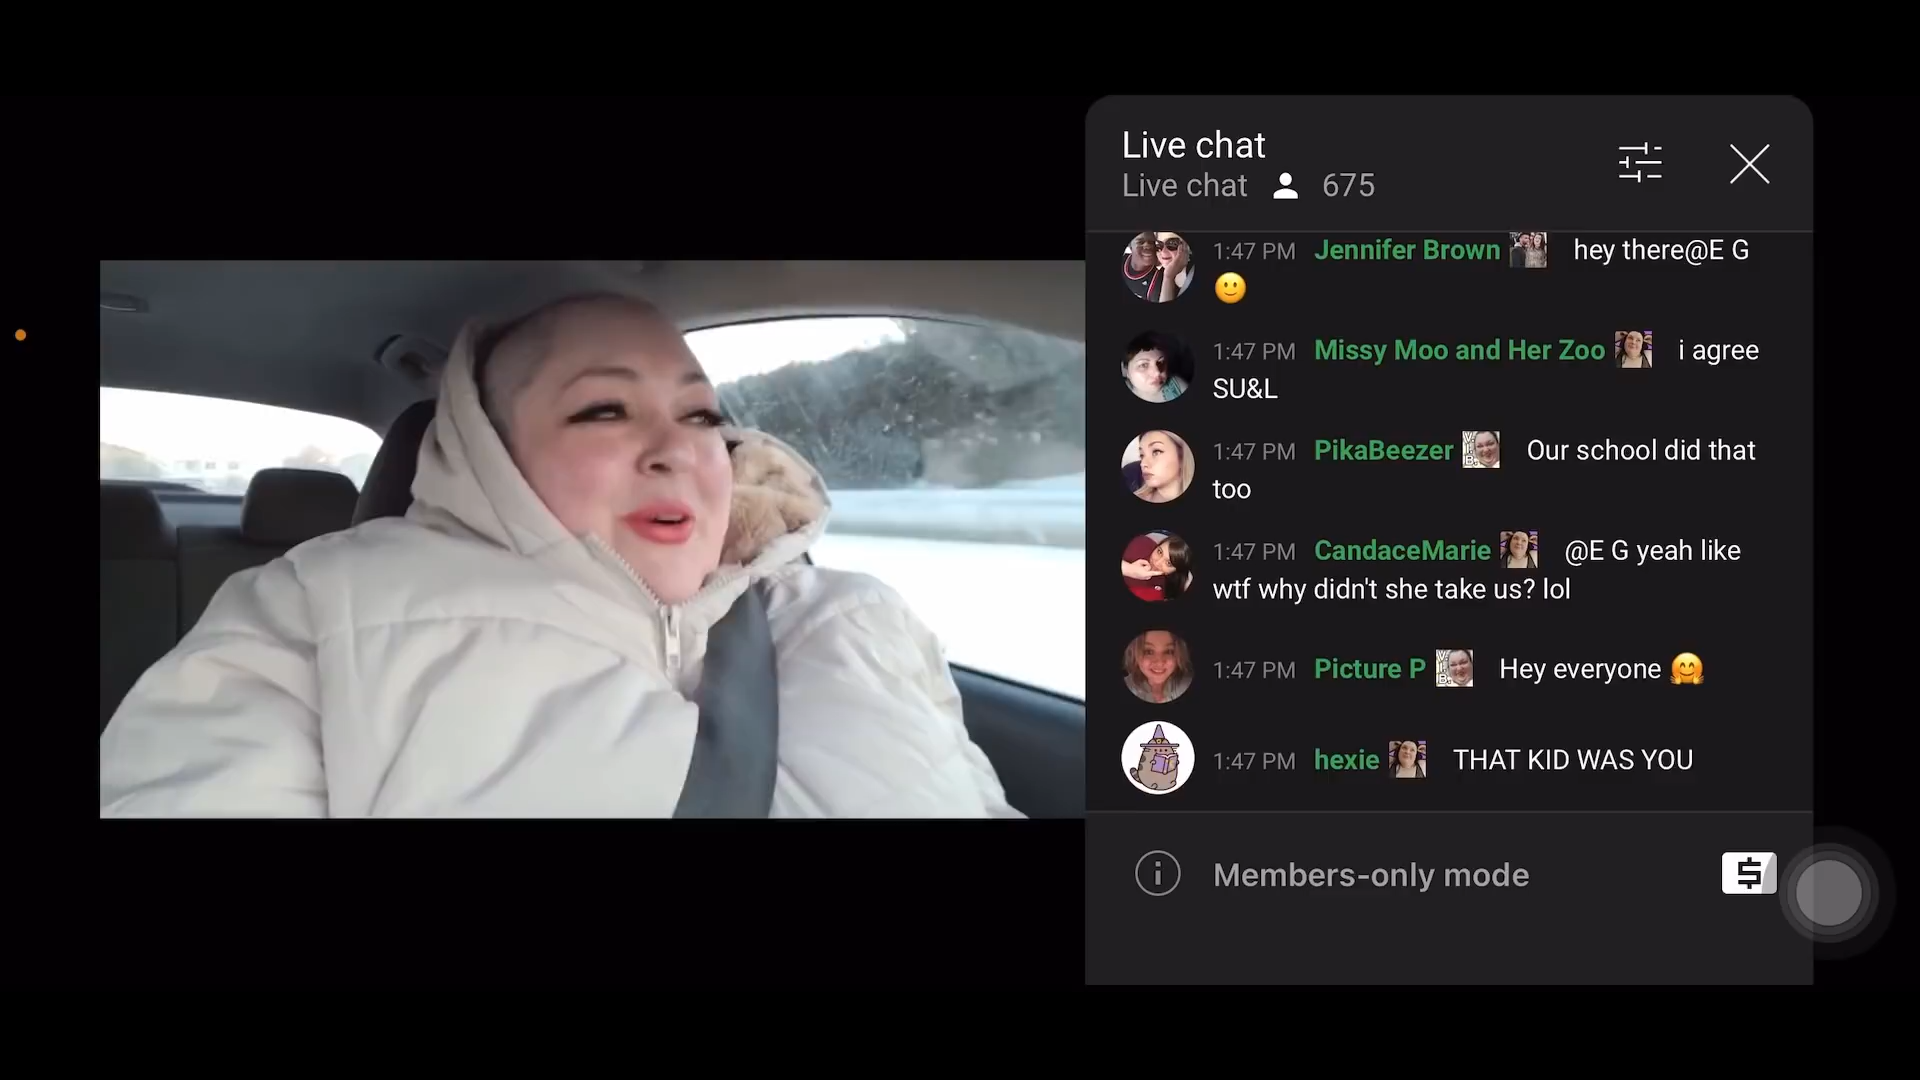 Live chat
Live chat 675
1:47 PM Jennifer Brown hey there@E G
🙂
1:47 PM Missy Moo and Her Zoo i agree
SU&L
1:47 PM PikaBeezer Our school did that
too
1:47 PM CandaceMarie @E G yeah like
wtf why didn't she take us? lol
1:47 PM Picture P Hey everyone 🤗
1:47 PM hexie THAT KID WAS YOU
Members-only mode